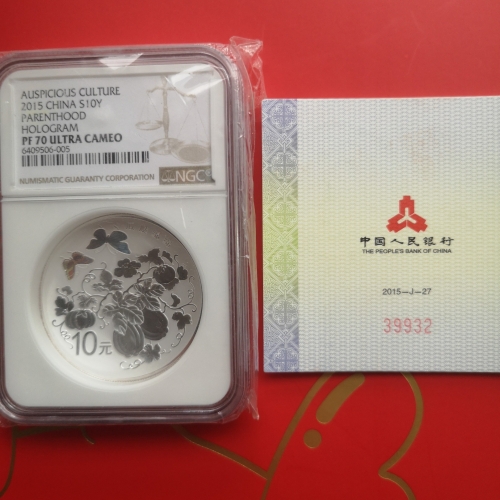 AUSPICIOUS CULTURE
2015 CHINA S10Y
PARENTHOOD
HOLOGRAM
PF 70 ULTRA CAMEO
6409506-005
NUMISMATIC GUARANTY CORPORATION
NGC
10元
中国人民银行
THE PEOPLE'S BANK OF CHINA
2015—J—27
39932